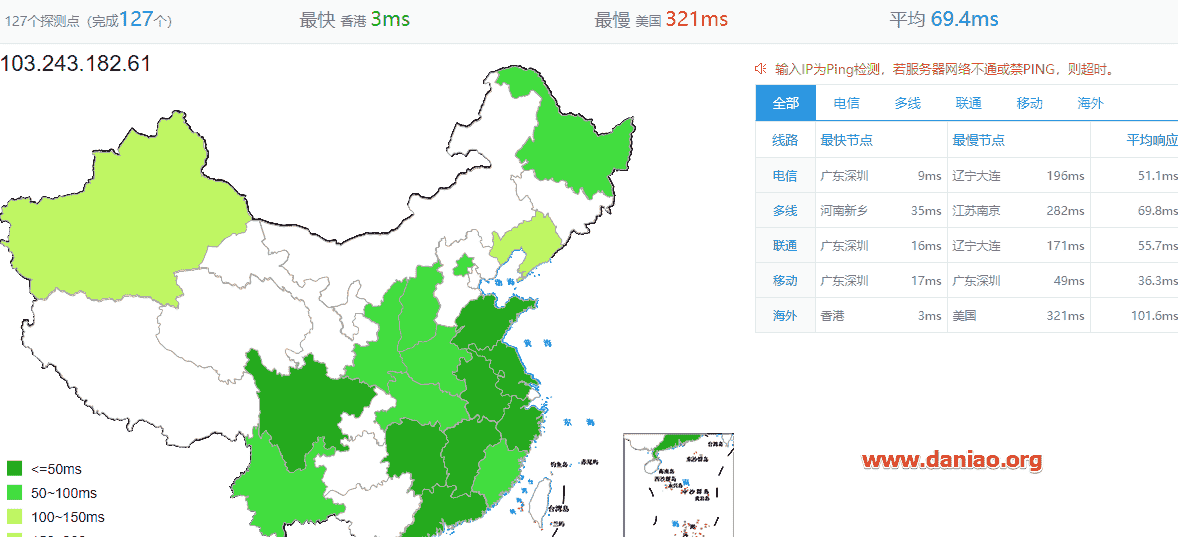 127个探测点（完成127个） 最快 香港 3ms 最慢 美国 321ms 平均 69.4ms
103.243.182.61
输入IP为Ping检测，若服务器网络不通或禁PING，则超时。
全部 电信 多线 联通 移动 海外
线路 最快节点 最慢节点 平均响应
电信 广东深圳 9ms 辽宁大连 196ms 51.1ms
多线 河南新乡 35ms 江苏南京 282ms 69.8ms
联通 广东深圳 16ms 辽宁大连 171ms 55.7ms
移动 广东深圳 17ms 广东深圳 49ms 36.3ms
海外 香港 3ms 美国 321ms 101.6ms
渤 海
黄 海
东 海
www.daniao.org
<=50ms
50~100ms
100~150ms
钓鱼岛 赤尾屿
台湾岛
台湾岛
东沙群岛
海南岛
西沙群岛